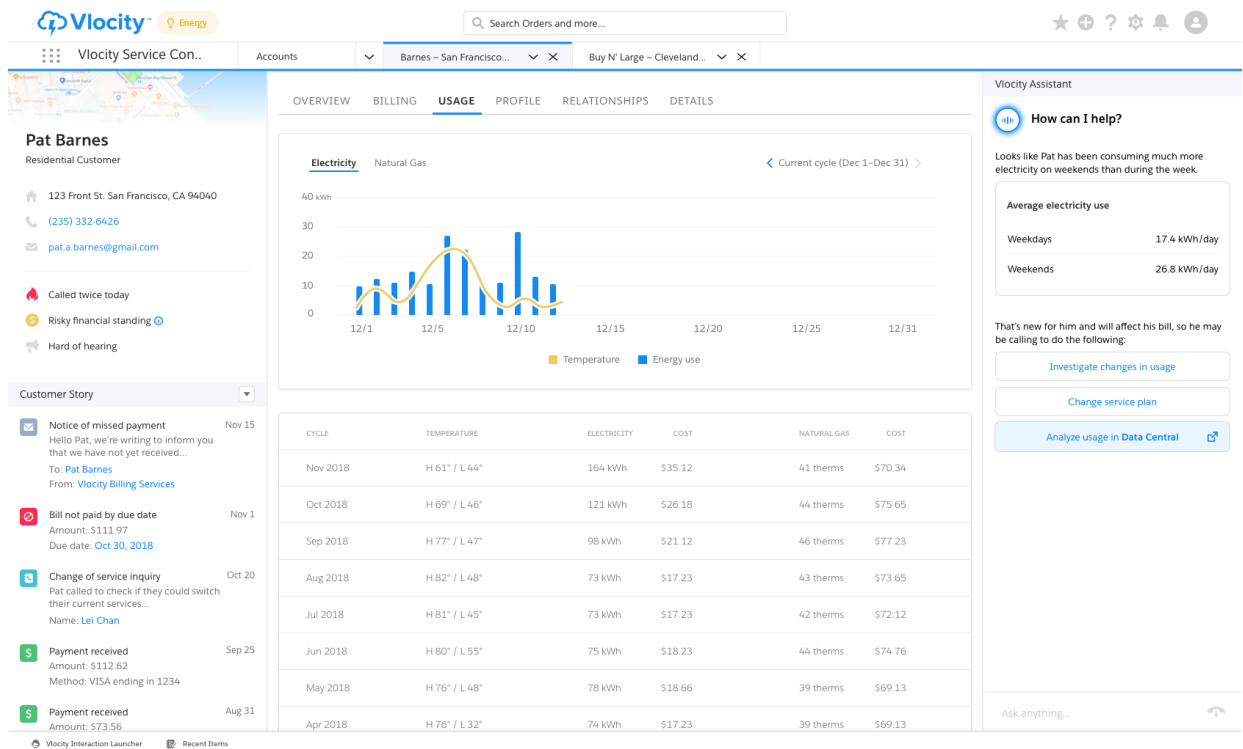 Vlocity Energy
Search Orders and more...
Vlocity Service Con..
Accounts
Barnes – San Francisco...
Buy N' Large – Cleveland...
Pat Barnes
Residential Customer
123 Front St. San Francisco, CA 94040
(235) 332-6426
pat.a.barnes@gmail.com
Called twice today
Risky financial standing
Hard of hearing
Customer Story
Notice of missed payment Nov 15
Hello Pat, we're writing to inform you
that we have not yet received...
To: Pat Barnes
From: Vlocity Billing Services
Bill not paid by due date Nov 1
Amount: $111.97
Due date: Oct 30, 2018
Change of service inquiry Oct 20
Pat called to check if they could switch
their current services...
Name: Lei Chan
Payment received Sep 25
Amount: $112.62
Method: VISA ending in 1234
Payment received Aug 31
Amount: $73.56
OVERVIEW BILLING USAGE PROFILE RELATIONSHIPS DETAILS
Electricity Natural Gas Current cycle (Dec 1–Dec 31)
40 kWh
30
20
10
0
12/1 12/5 12/10 12/15 12/20 12/25 12/31
Temperature Energy use
CYCLE TEMPERATURE ELECTRICITY COST NATURAL GAS COST
Nov 2018 H 61° / L 44° 164 kWh $35.12 41 therms $70.34
Oct 2018 H 69° / L 46° 121 kWh $26.18 44 therms $75.65
Sep 2018 H 77° / L 47° 98 kWh $21.12 46 therms $77.23
Aug 2018 H 82° / L 48° 73 kWh $17.23 43 therms $73.65
Jul 2018 H 81° / L 45° 73 kWh $17.23 42 therms $72.12
Jun 2018 H 80° / L 55° 75 kWh $18.23 44 therms $74.76
May 2018 H 76° / L 48° 78 kWh $18.66 39 therms $69.13
Apr 2018 H 76° / L 32° 74 kWh $17.23 39 therms $69.13
Vlocity Assistant
How can I help?
Looks like Pat has been consuming much more
electricity on weekends than during the week.
Average electricity use
Weekdays 17.4 kWh/day
Weekends 26.8 kWh/day
That's new for him and will affect his bill, so he may
be calling to do the following:
Investigate changes in usage
Change service plan
Analyze usage in Data Central
Ask anything...
Vlocity Interaction Launcher
Recent Items